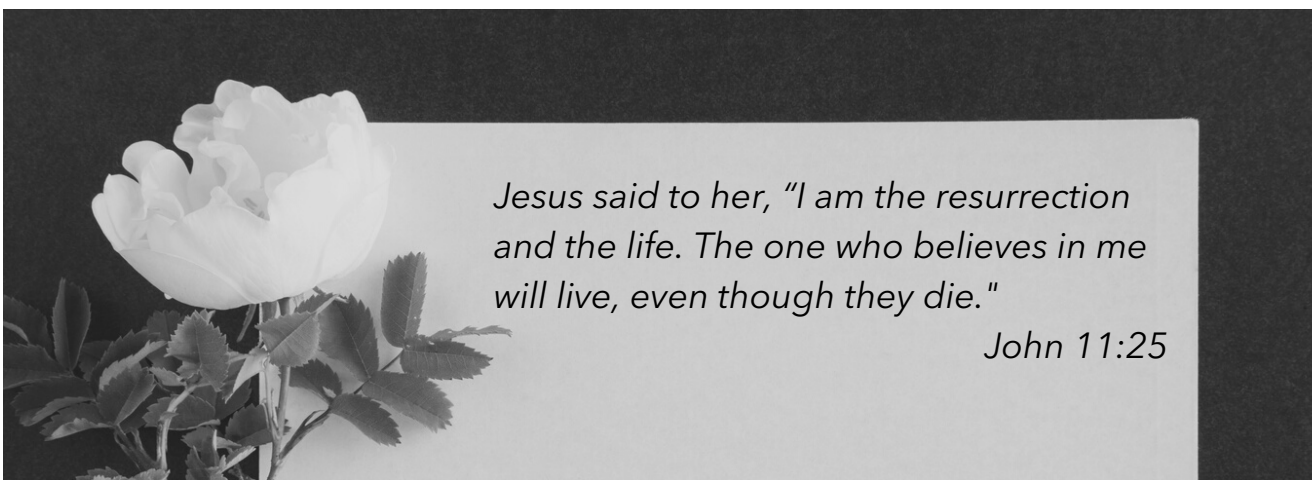 Jesus said to her, “I am the resurrection
and the life. The one who believes in me
will live, even though they die."
John 11:25